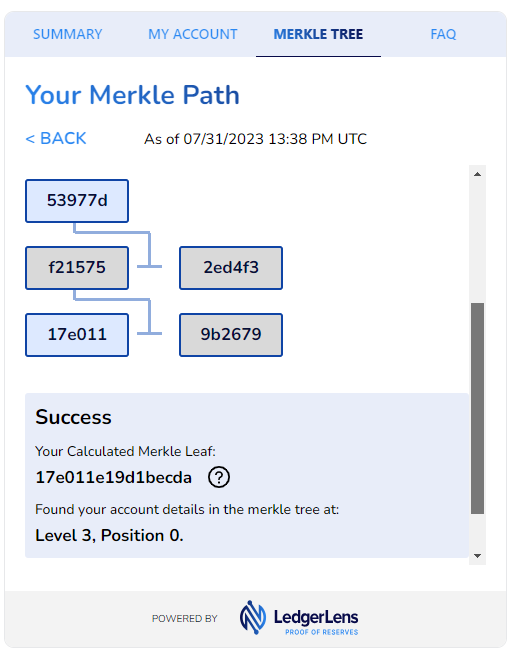 SUMMARY MY ACCOUNT MERKLE TREE FAQ
Your Merkle Path
< BACK As of 07/31/2023 13:38 PM UTC
53977d
f21575 2ed4f3
17e011 9b2679
Success
Your Calculated Merkle Leaf:
17e011e19d1becda ?
Found your account details in the merkle tree at:
Level 3, Position 0.
POWERED BY LedgerLens
PROOF OF RESERVES